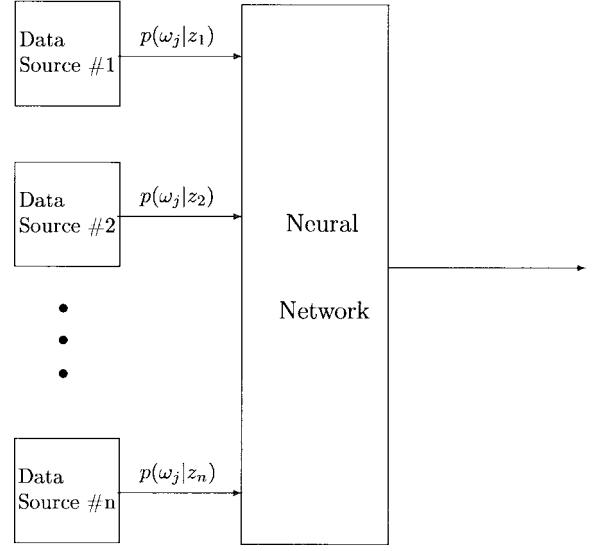 Data
Source #1
p(ω_j|z_1)
Data
Source #2
p(ω_j|z_2)
Neural
Network
Data
Source #n
p(ω_j|z_n)